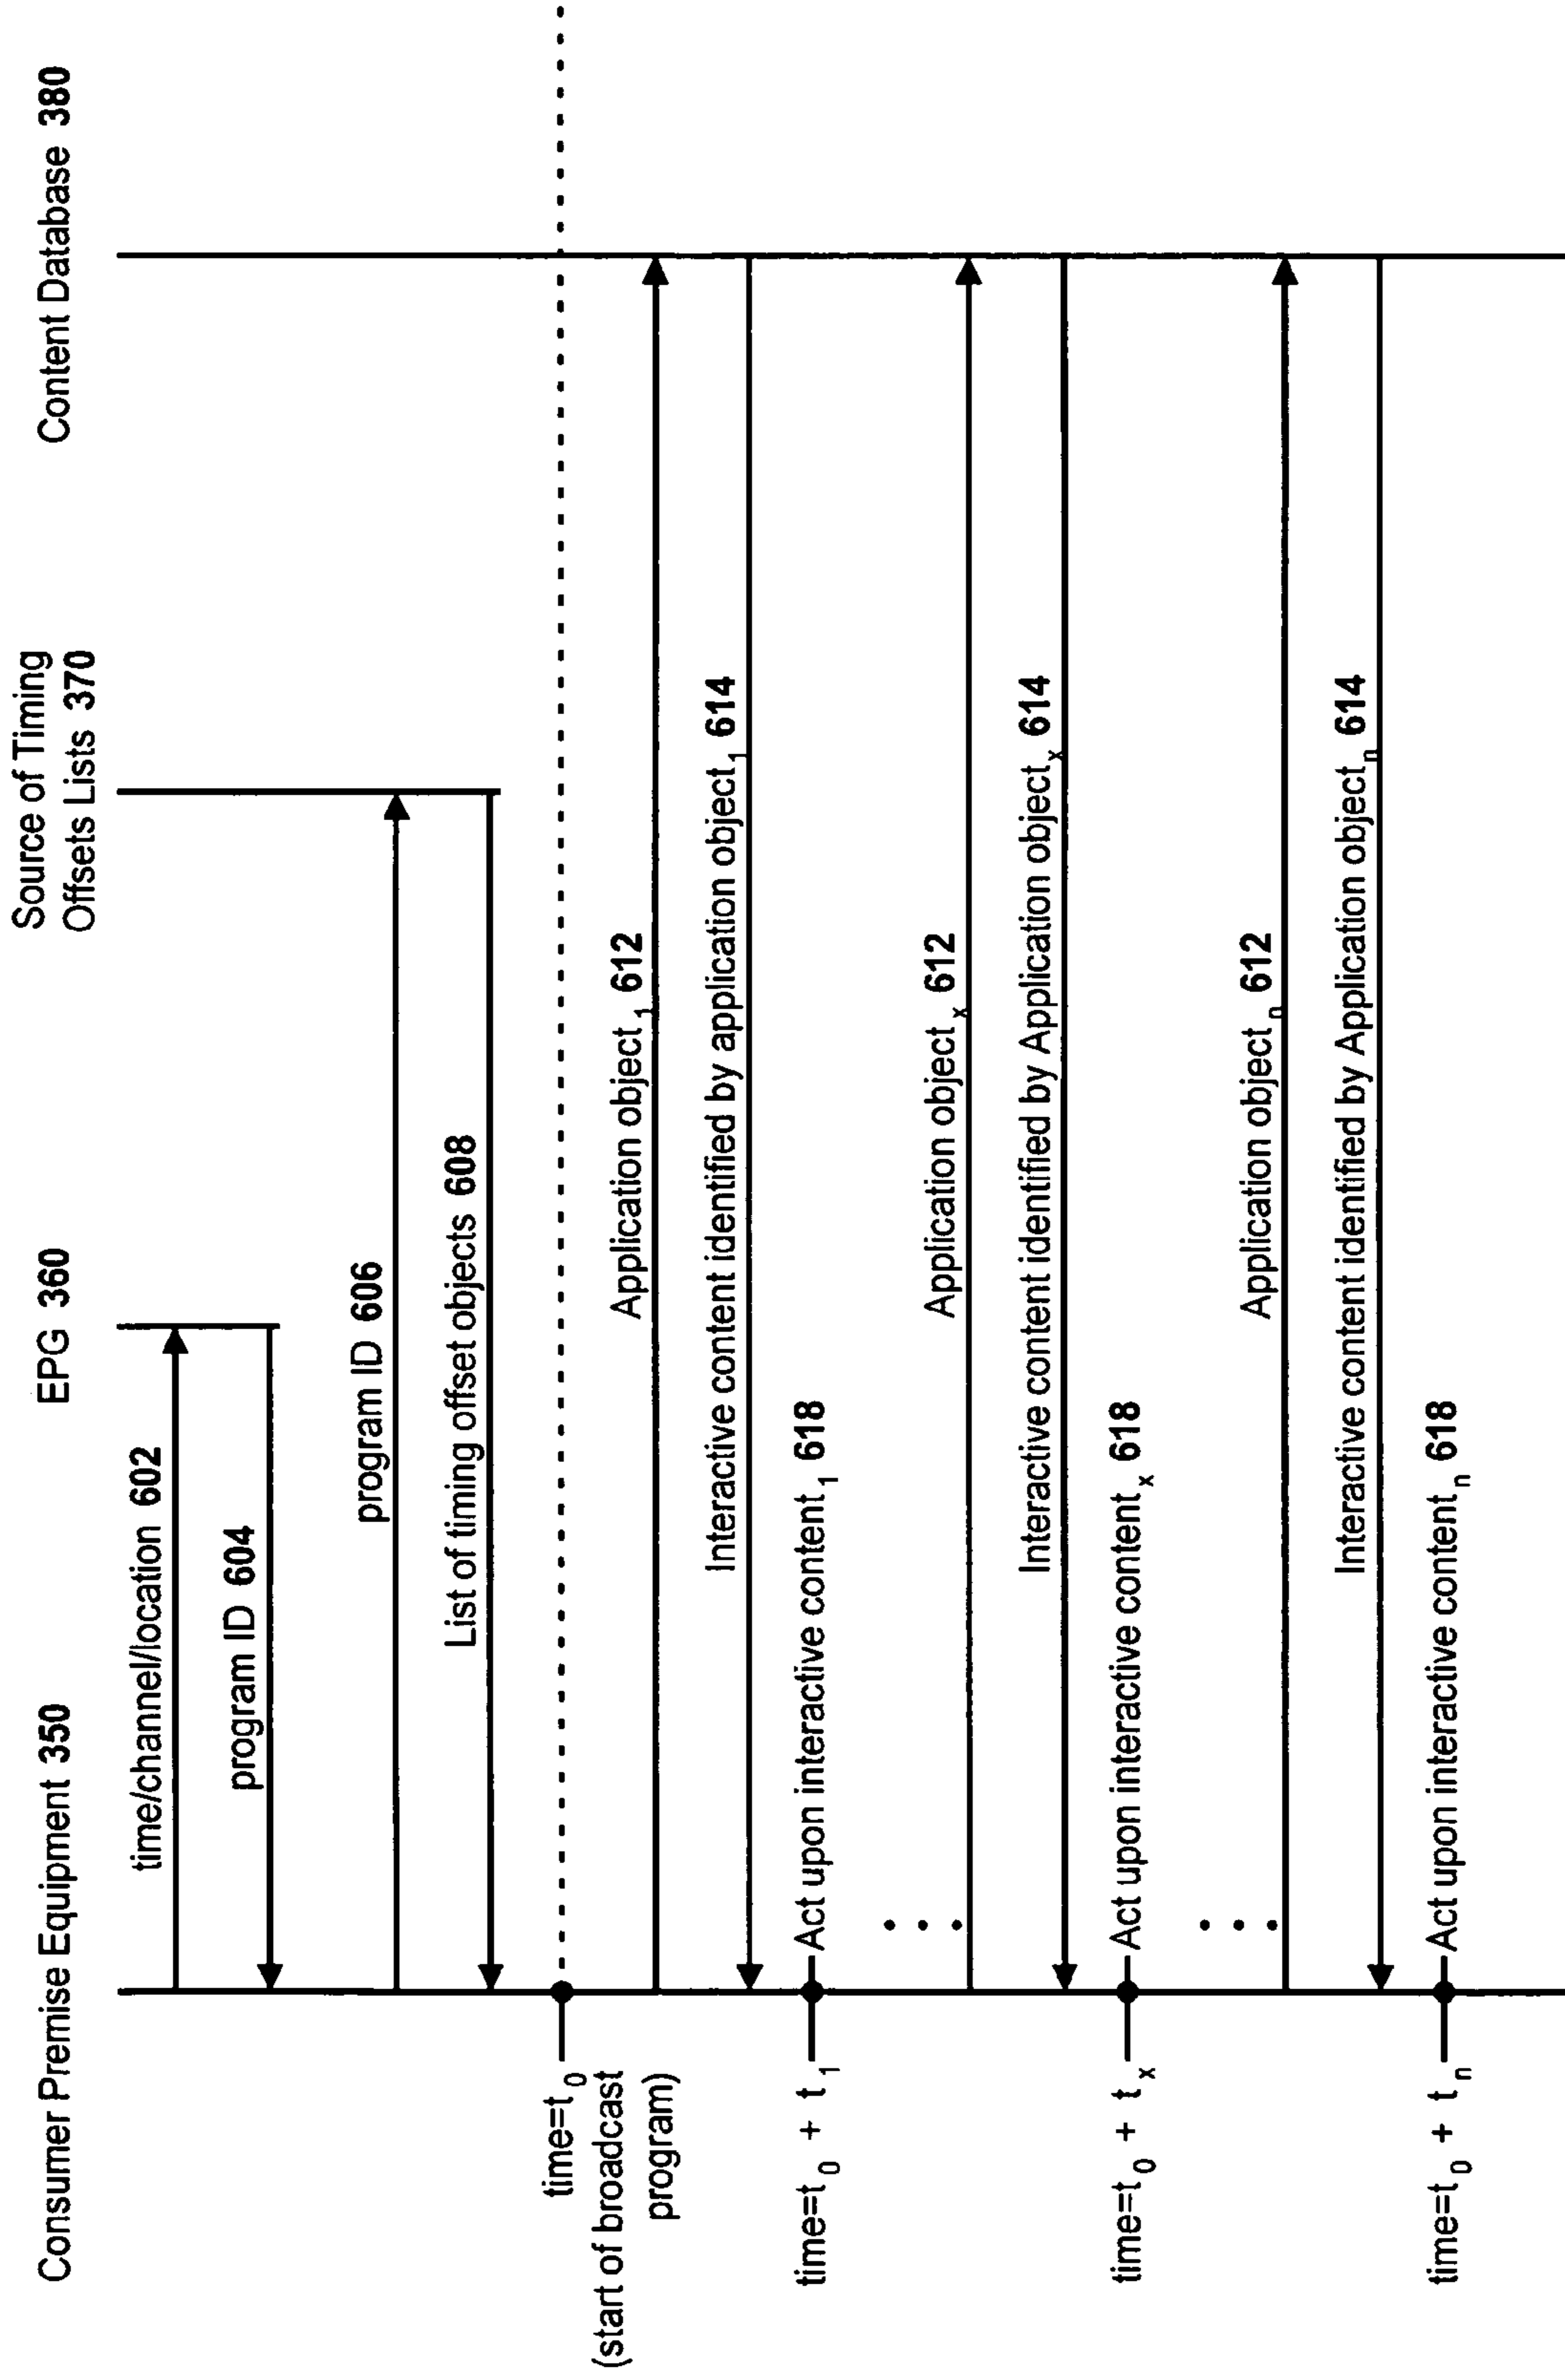 Consumer Premise Equipment 350
EPG 360
Source of Timing
Offsets Lists 370
Content Database 380
time/channel/location 602
program ID 604
program ID 606
List of timing offset objects 608
time=t0
(start of broadcast
program)
Application object1 612
Interactive content identified by application object1 614
time=t0 + t1
Act upon interactive content1 618
Application objectx 612
Interactive content identified by Application objectx 614
time=t0 + tx
Act upon interactive contentx 618
Application objectn 612
Interactive content identified by Application objectn 614
time=t0 + tn
Act upon interactive contentn 618